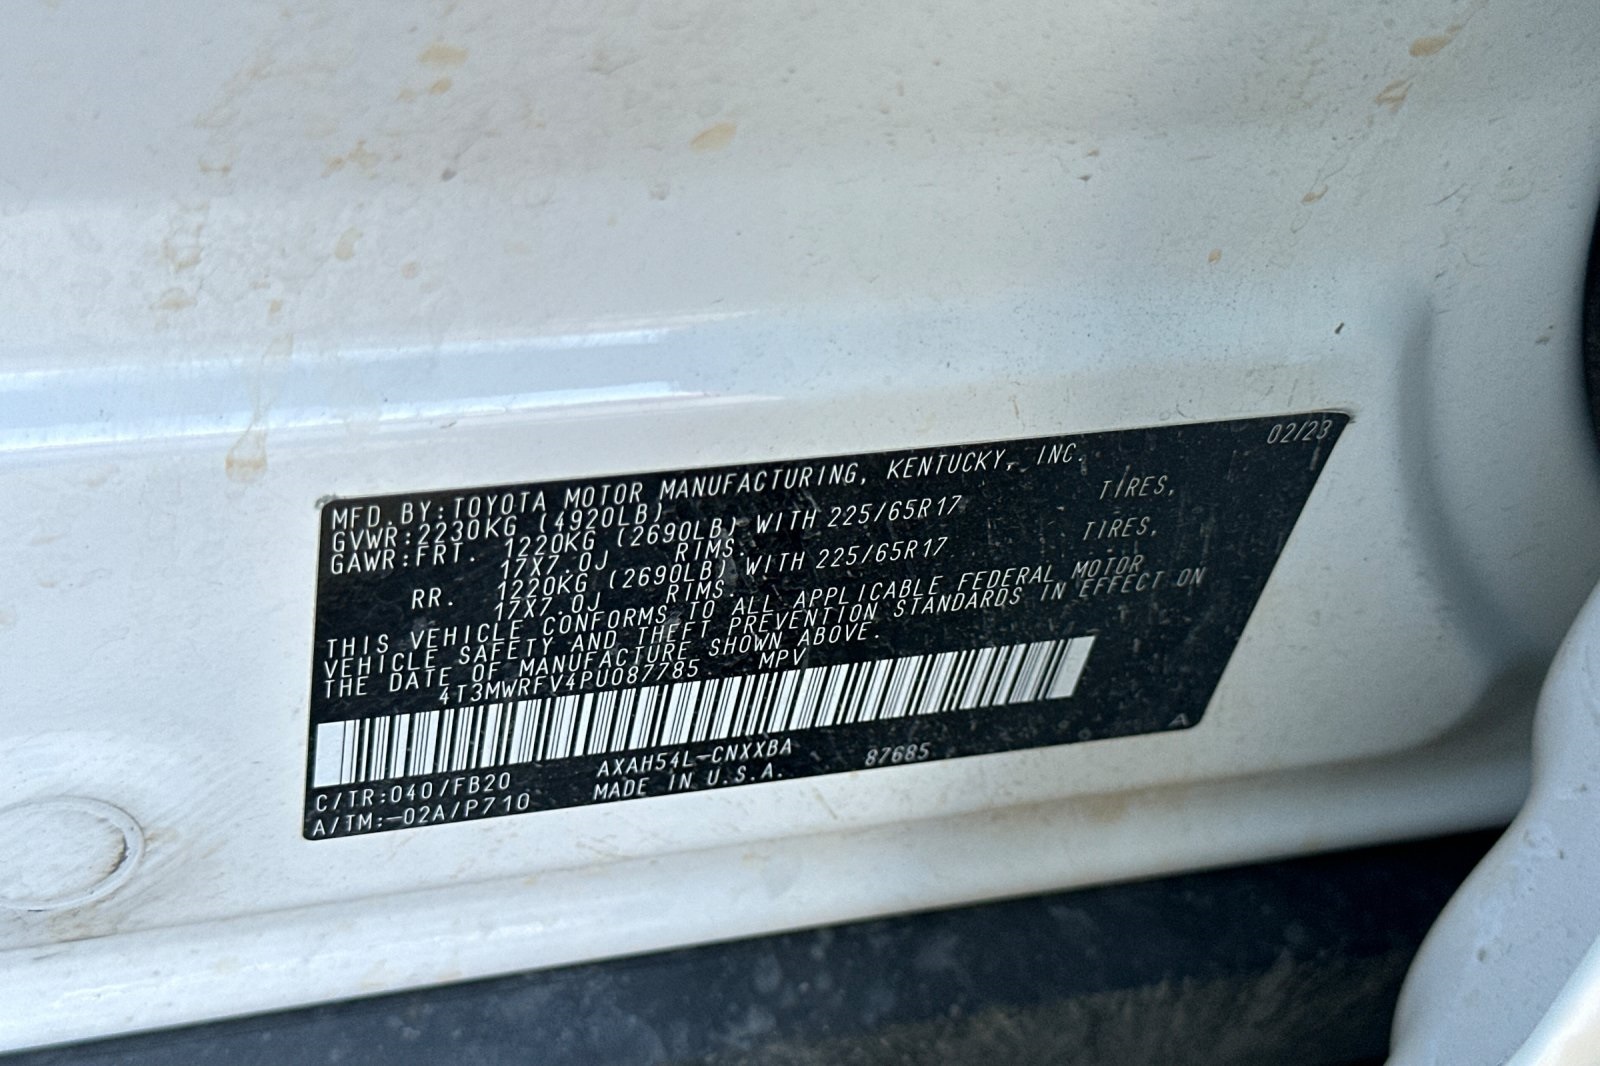 02/23
MFD.BY:TOYOTA MOTOR MANUFACTURING, KENTUCKY, INC.
GVWR:2230KG (4920LB)
GAWR:FRT. 1220KG (2690LB) WITH 225/65R17 TIRES,
17X7.0J RIMS.
RR. 1220KG (2690LB) WITH 225/65R17 TIRES,
17X7.0J RIMS.
THIS VEHICLE CONFORMS TO ALL APPLICABLE FEDERAL MOTOR
VEHICLE SAFETY AND THEFT PREVENTION STANDARDS IN EFFECT ON
THE DATE OF MANUFACTURE SHOWN ABOVE.
4T3MWRFV4PU087785 MPV
A
C/TR:040/FB20 AXAH54L-CNXXBA 87685
A/TM:-02A/P710 MADE IN U.S.A.